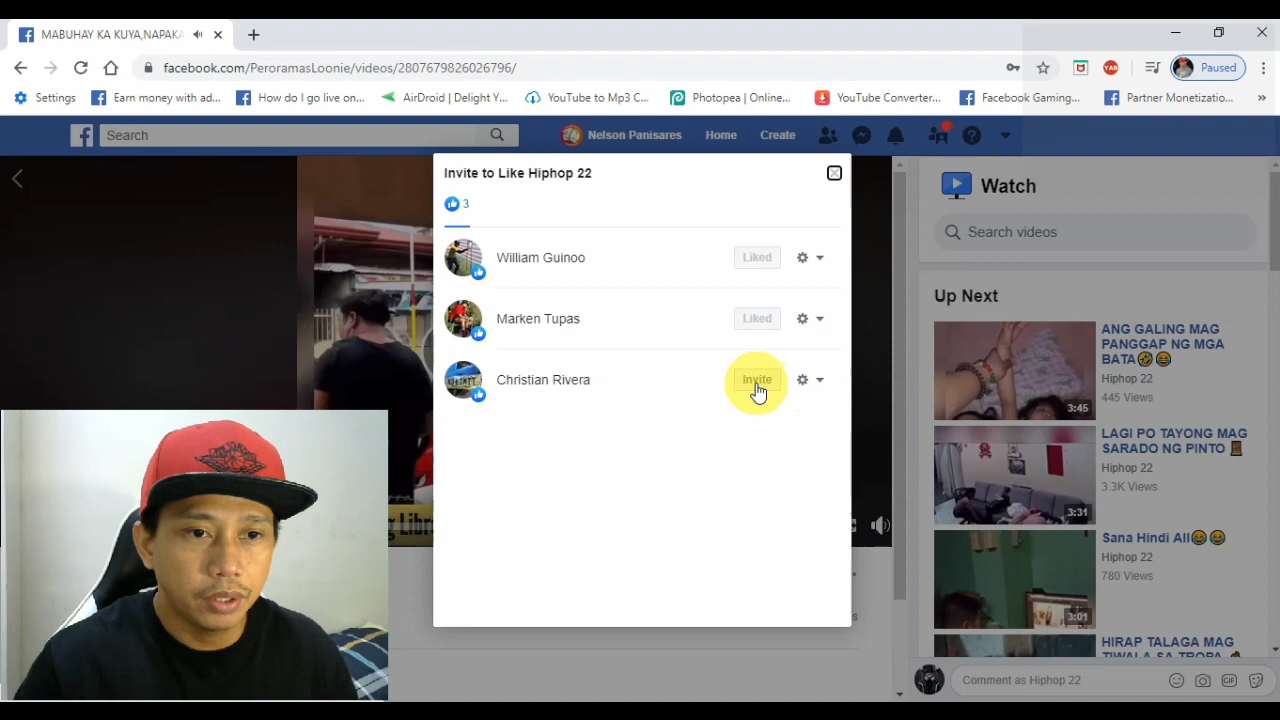 MABUHAY KA KUYA,NAPAKA
facebook.com/PeroramasLoonie/videos/2807679826026796/
Paused
Settings
Earn money with ad...
How do I go live on...
AirDroid | Delight Y...
YouTube to Mp3 C...
Photopea | Online...
YouTube Converter...
Facebook Gaming...
Partner Monetizatio...
Search
Nelson Panisares
Home
Create
Invite to Like Hiphop 22
3
William Guinoo
Liked
Marken Tupas
Liked
Christian Rivera
Invite
Watch
Search videos
Up Next
ANG GALING MAG
PANGGAP NG MGA
BATA🤣😂
Hiphop 22
445 Views
3:45
LAGI PO TAYONG MAG
SARADO NG PINTO 🚪
Hiphop 22
3.3K Views
3:31
Sana Hindi All😂😂
Hiphop 22
780 Views
3:01
HIRAP TALAGA MAG
TIWALA SA TROPA
Comment as Hiphop 22
GIF